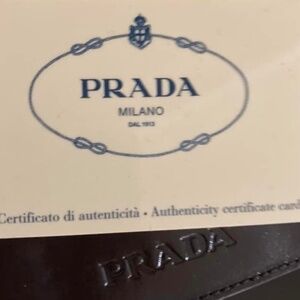 PRADA
MILANO
DAL 1913
Certificato di autenticità • Authenticity certificate card
PRADA